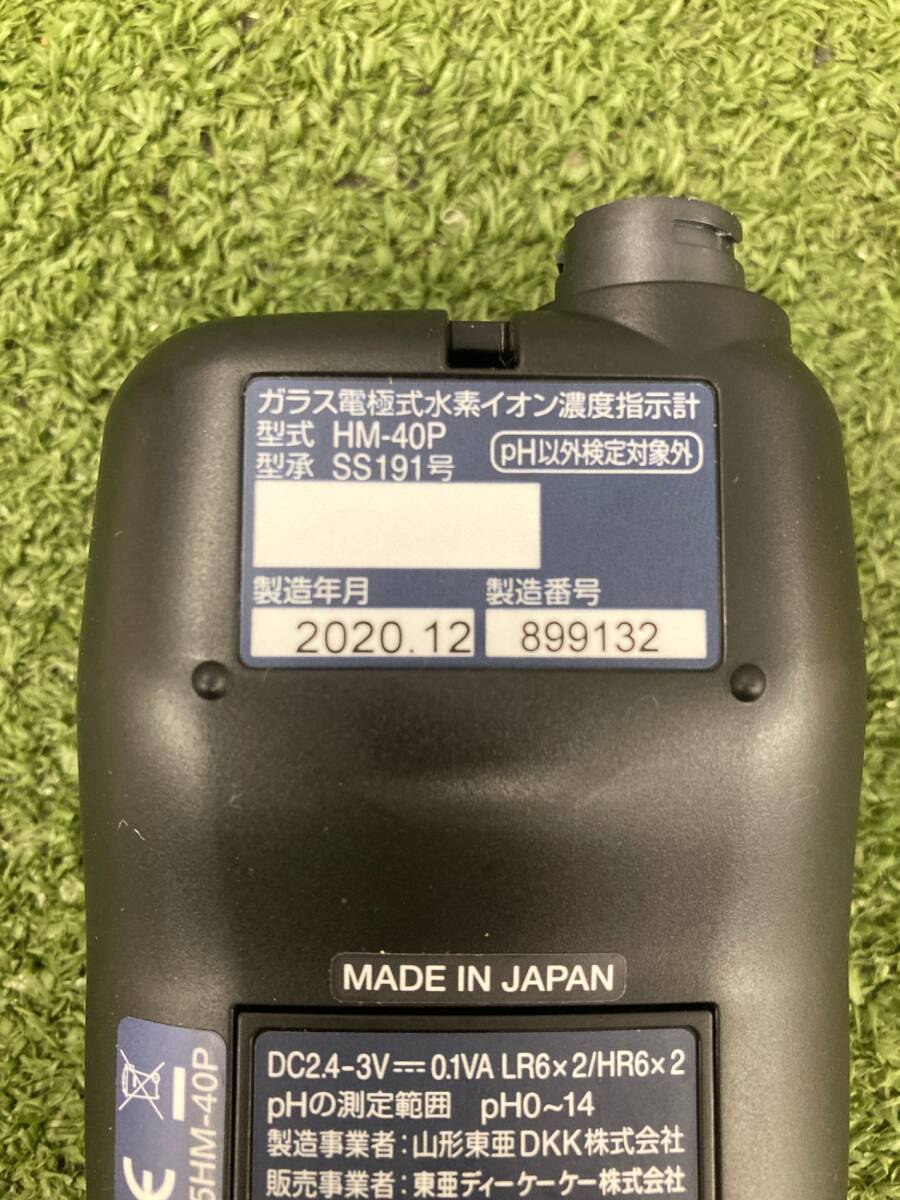 ガラス電極式水素イオン濃度指示計
型式 HM-40P
pH以外検定対象外
型承 SS191号
製造年月 製造番号
2020.12 899132
MADE IN JAPAN
DC2.4-3V⎓0.1VA LR6×2/HR6×2
pHの測定範囲 pH0~14
製造事業者:山形東亜DKK株式会社
販売事業者:東亜ディーケーケー株式会社
HM-40P